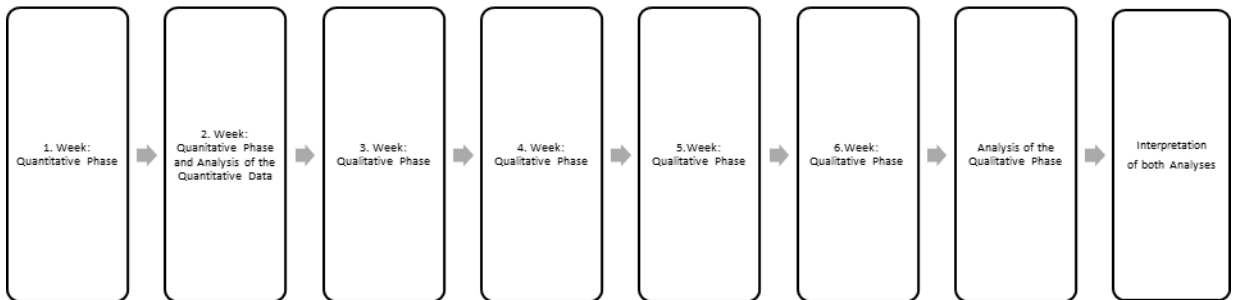 1. Week:
Quantitative Phase
2. Week:
Quanitative Phase
and Analysis of the
Quantitative Data
3. Week:
Qualitative Phase
4. Week:
Qualitative Phase
5.Week:
Qualitative Phase
6.Week:
Qualitative Phase
Analysis of the
Qualitative Phase
Interpretation
of both Analyses